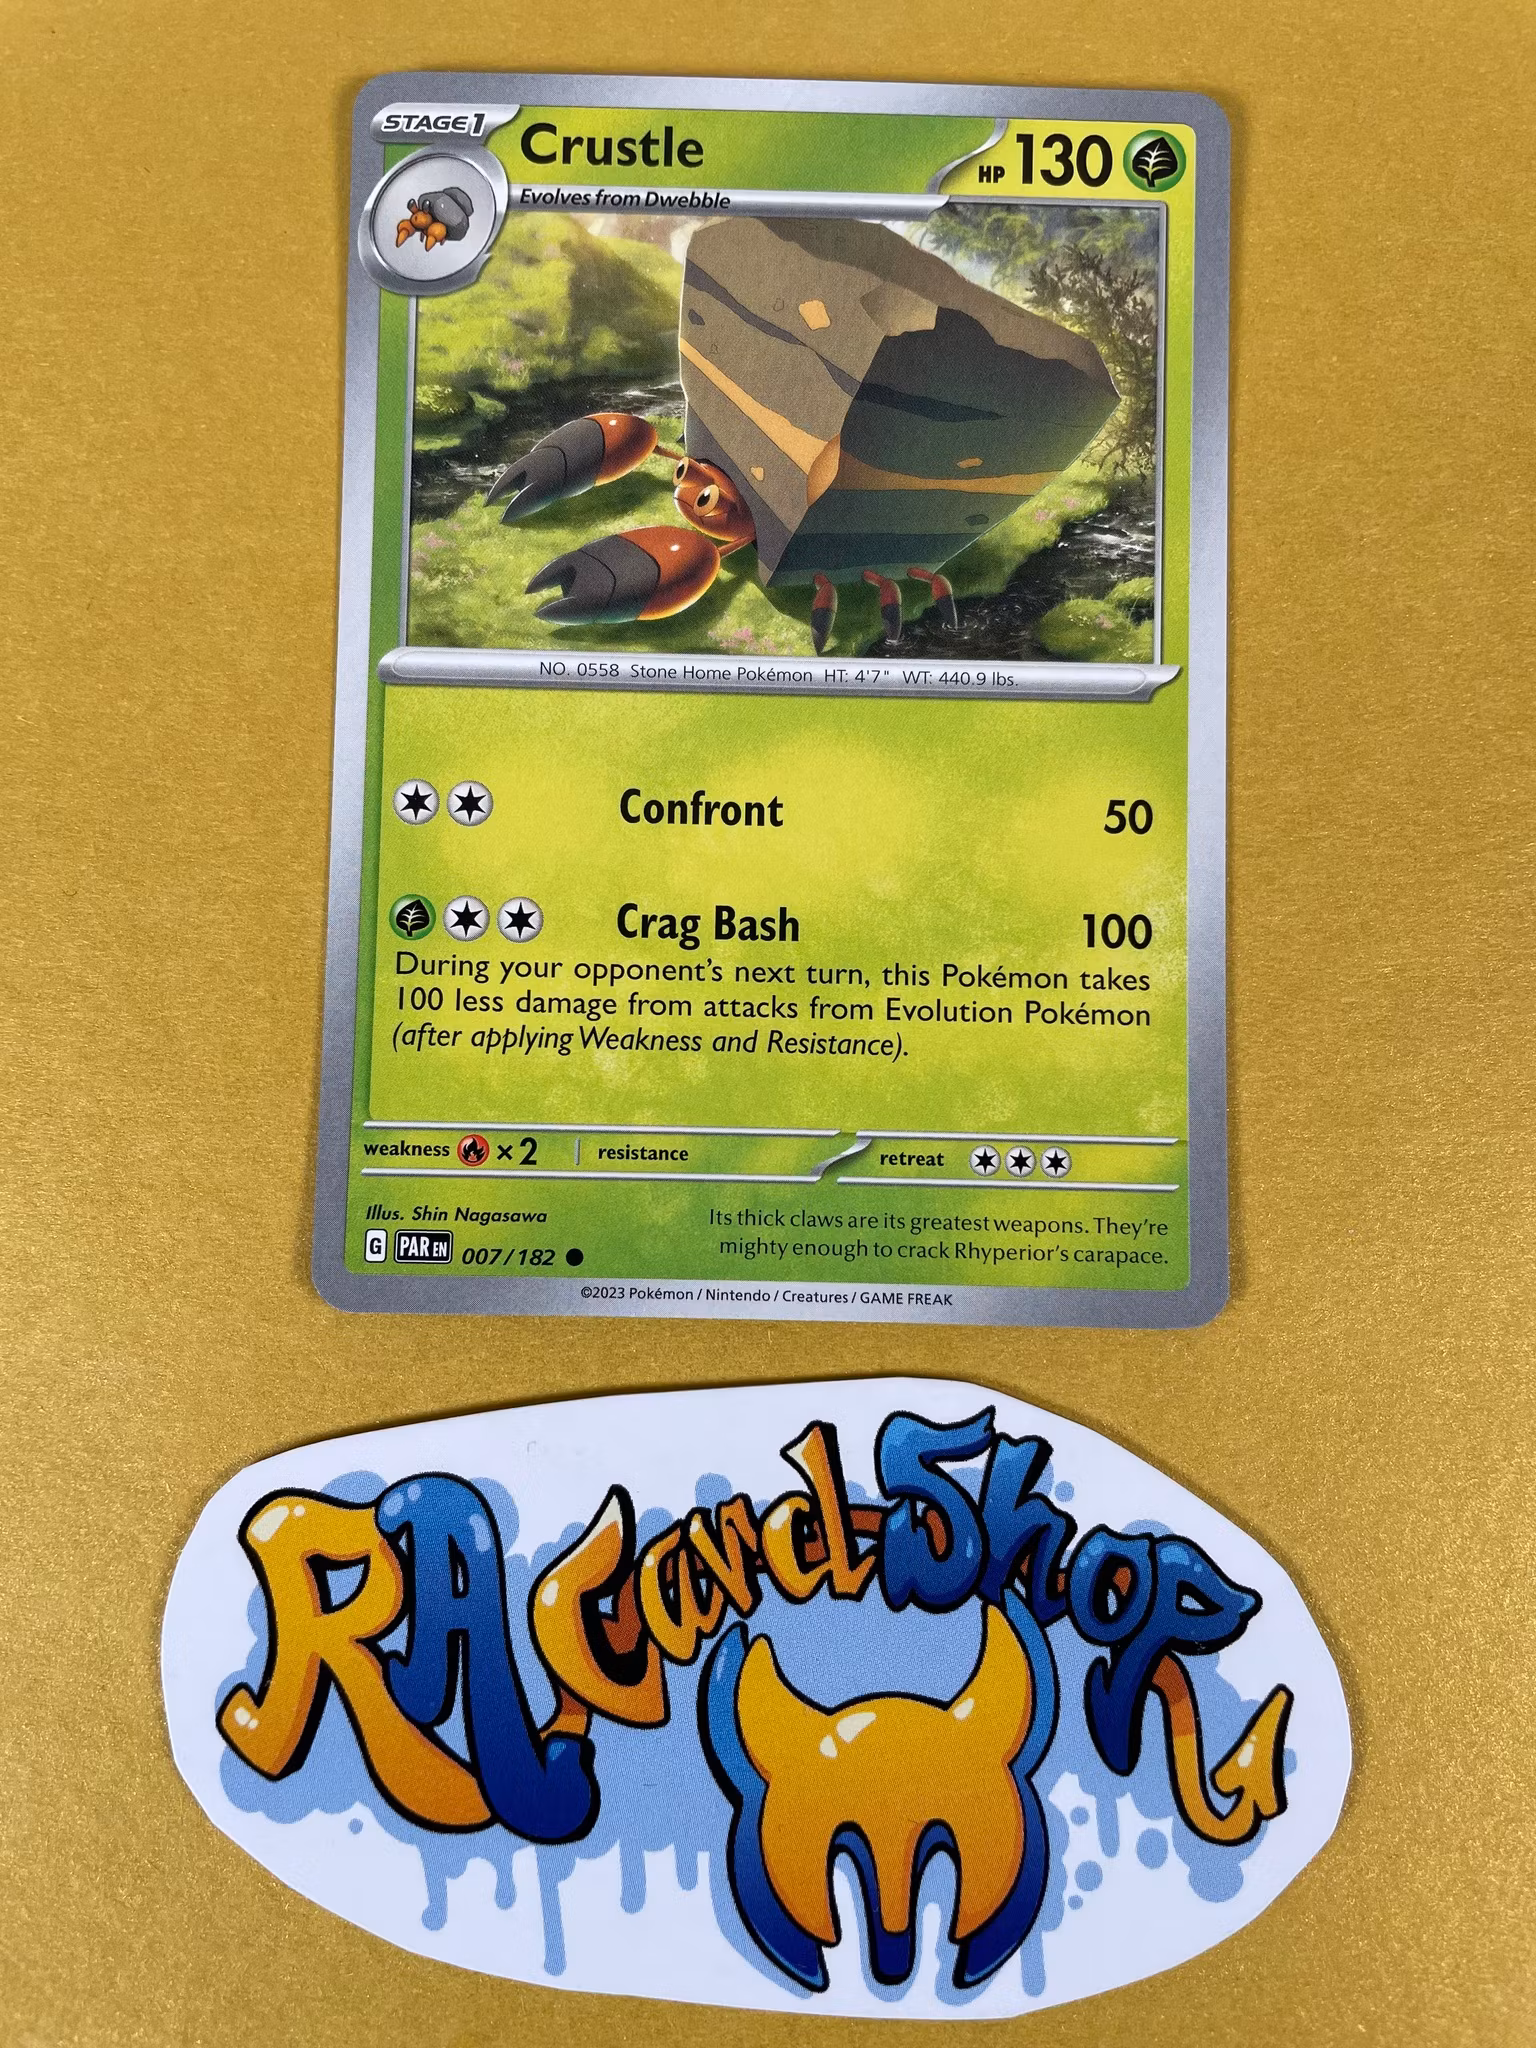 STAGE1
Crustle
HP 130
Evolves from Dwebble
NO. 0558 Stone Home Pokémon HT: 4'7" WT: 440.9 lbs.
Confront 50
Crag Bash 100
During your opponent's next turn, this Pokémon takes
100 less damage from attacks from Evolution Pokémon
(after applying Weakness and Resistance).
weakness ×2 resistance retreat
Illus. Shin Nagasawa
Its thick claws are its greatest weapons. They're
mighty enough to crack Rhyperior's carapace.
G PAR EN 007/182
©2023 Pokémon / Nintendo / Creatures / GAME FREAK
RA Card Shop